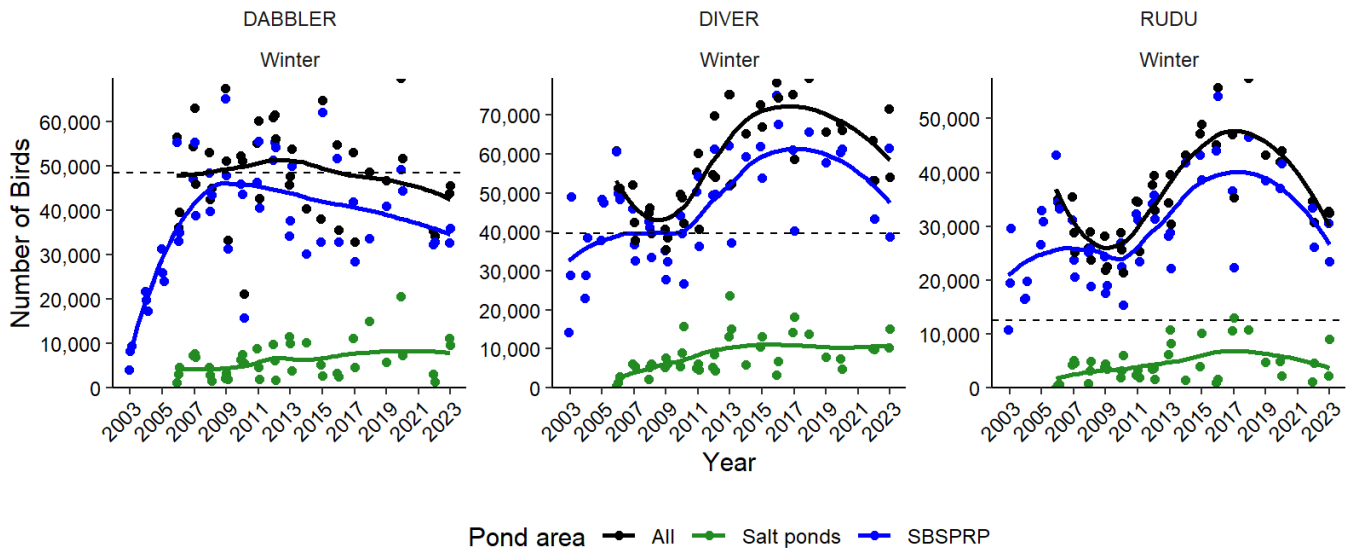 DABBLER
DIVER
RUDU
Winter
Winter
Winter
Number of Birds
60,000
50,000
40,000
30,000
20,000
10,000
0
70,000
60,000
50,000
40,000
30,000
20,000
10,000
0
50,000
40,000
30,000
20,000
10,000
0
2003 2005 2007 2009 2011 2013 2015 2017 2019 2021 2023
2003 2005 2007 2009 2011 2013 2015 2017 2019 2021 2023
2003 2005 2007 2009 2011 2013 2015 2017 2019 2021 2023
Year
Pond area All Salt ponds SBSPRP